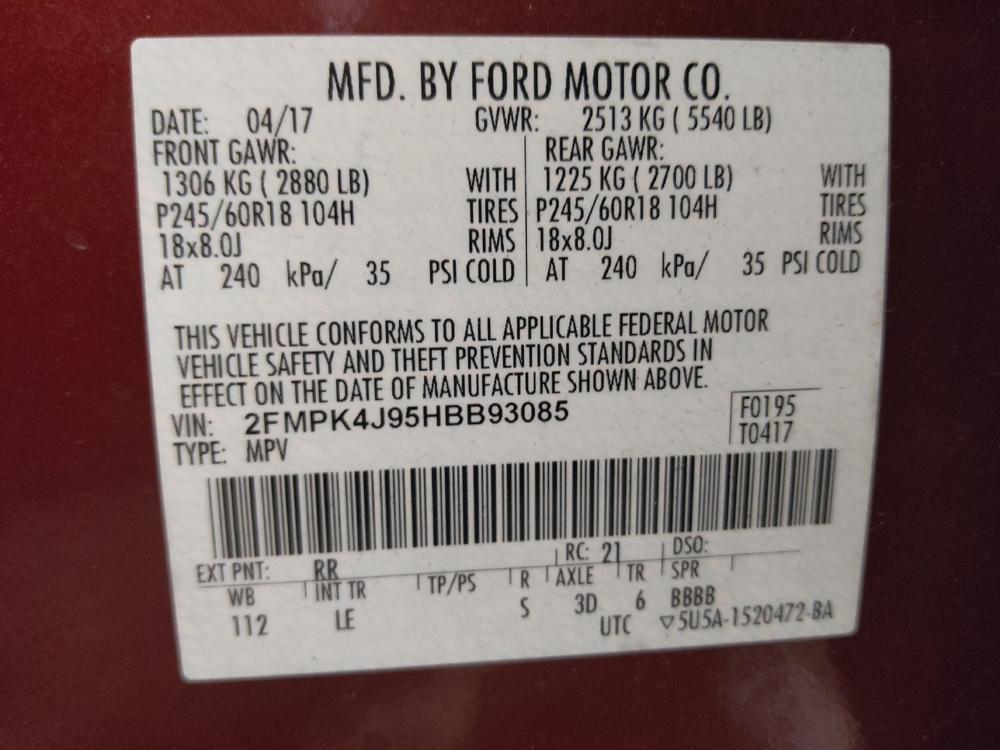 MFD. BY FORD MOTOR CO.
DATE: 04/17 GVWR: 2513 KG ( 5540 LB)
FRONT GAWR: REAR GAWR:
1306 KG ( 2880 LB) WITH 1225 KG ( 2700 LB) WITH
P245/60R18 104H TIRES P245/60R18 104H TIRES
18x8.0J RIMS 18x8.0J RIMS
AT 240 kPa/ 35 PSI COLD AT 240 kPa/ 35 PSI COLD
THIS VEHICLE CONFORMS TO ALL APPLICABLE FEDERAL MOTOR
VEHICLE SAFETY AND THEFT PREVENTION STANDARDS IN
EFFECT ON THE DATE OF MANUFACTURE SHOWN ABOVE.
VIN: 2FMPK4J95HBB93085 F0195
TYPE: MPV T0417
EXT PNT: RR RC: 21 DSO:
WB INT TR TP/PS R AXLE TR SPR
112 LE S 3D 6 BBBB
UTC ▽5U5A-1520472-BA